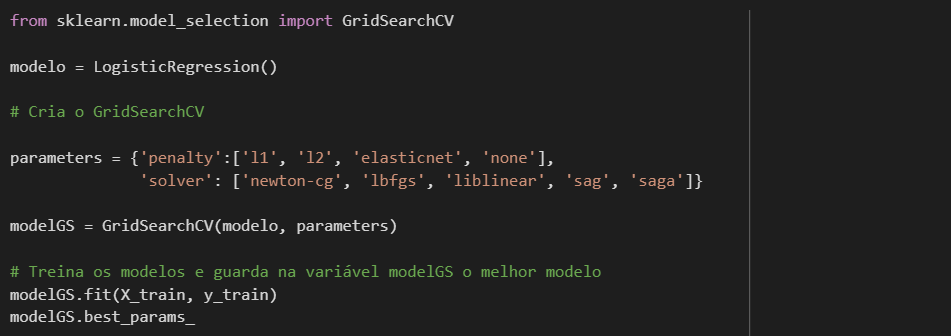 from sklearn.model_selection import GridSearchCV
modelo = LogisticRegression()
# Cria o GridSearchCV
parameters = {'penalty':['l1', 'l2', 'elasticnet', 'none'],
'solver': ['newton-cg', 'lbfgs', 'liblinear', 'sag', 'saga']}
modelGS = GridSearchCV(modelo, parameters)
# Treina os modelos e guarda na variável modelGS o melhor modelo
modelGS.fit(X_train, y_train)
modelGS.best_params_